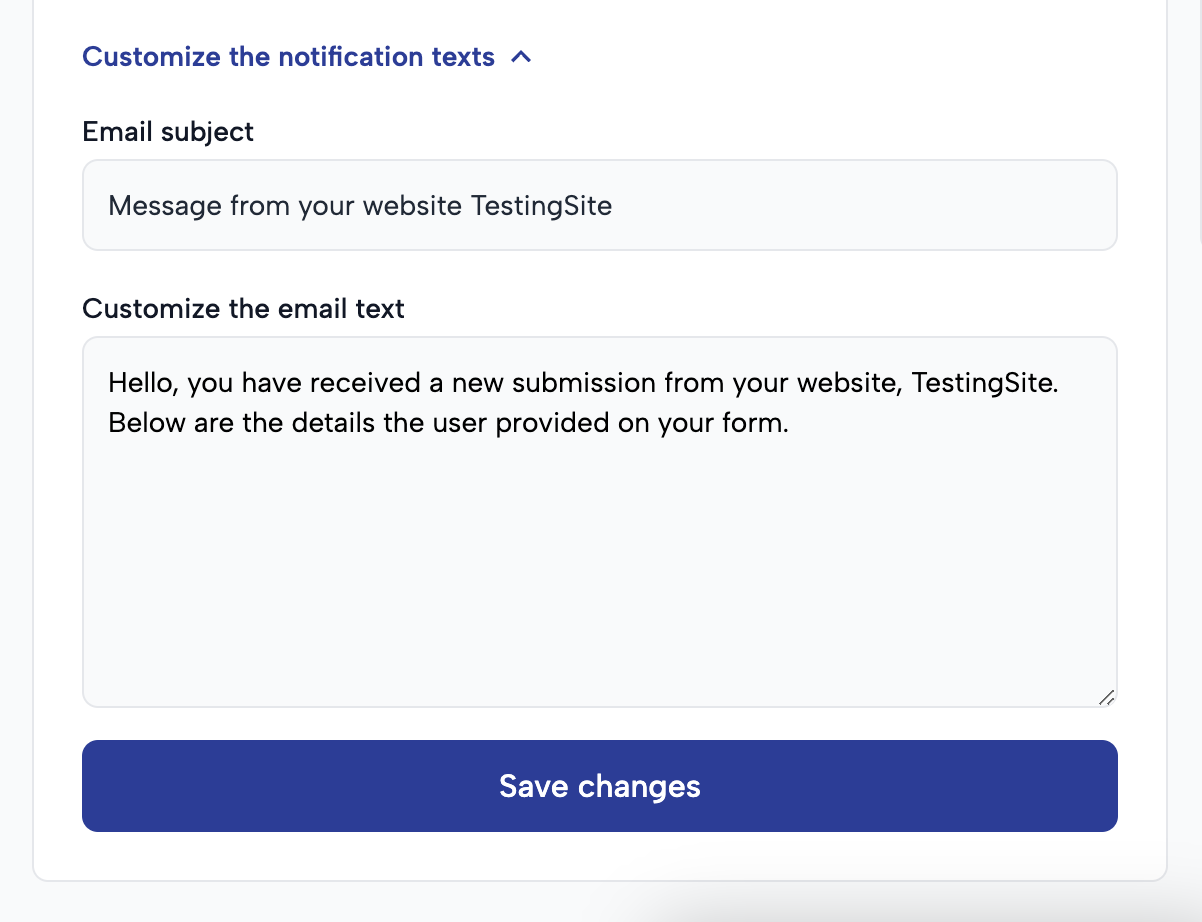 Customize the notification texts
Email subject
Message from your website TestingSite
Customize the email text
Hello, you have received a new submission from your website, TestingSite.
Below are the details the user provided on your form.
Save changes